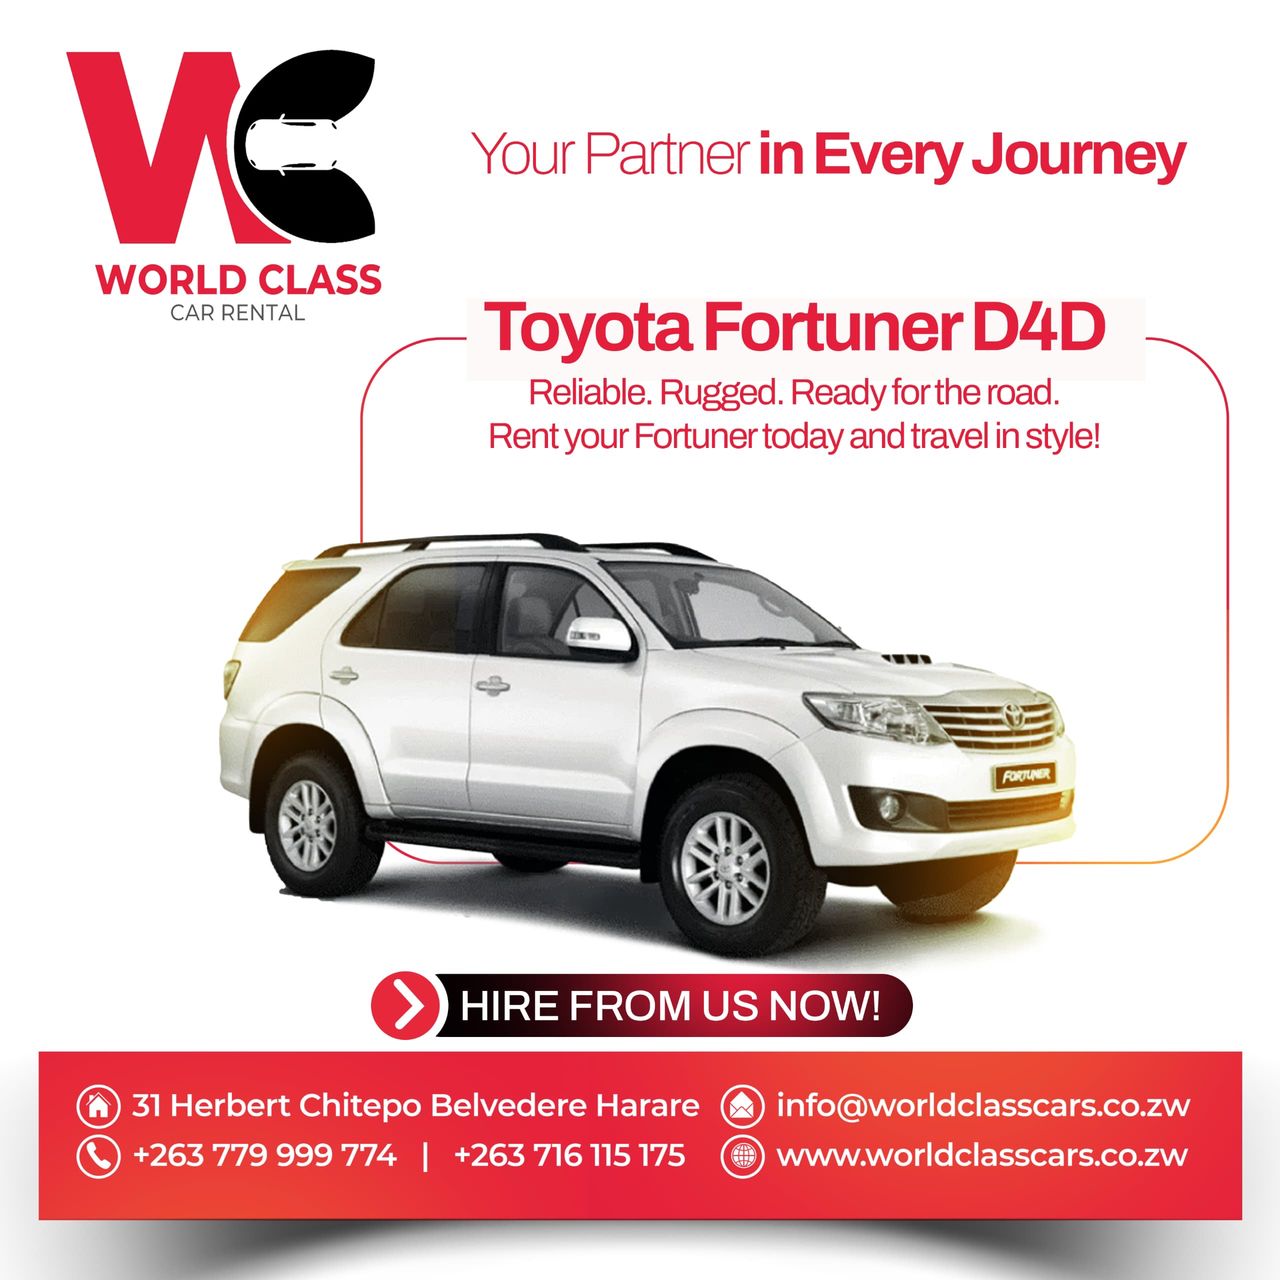 WC
WORLD CLASS
CAR RENTAL
Your Partner in Every Journey
Toyota Fortuner D4D
Reliable. Rugged. Ready for the road.
Rent your Fortuner today and travel in style!
FORTUNER
HIRE FROM US NOW!
31 Herbert Chitepo Belvedere Harare
+263 779 999 774 | +263 716 115 175
info@worldclasscars.co.zw
www.worldclasscars.co.zw